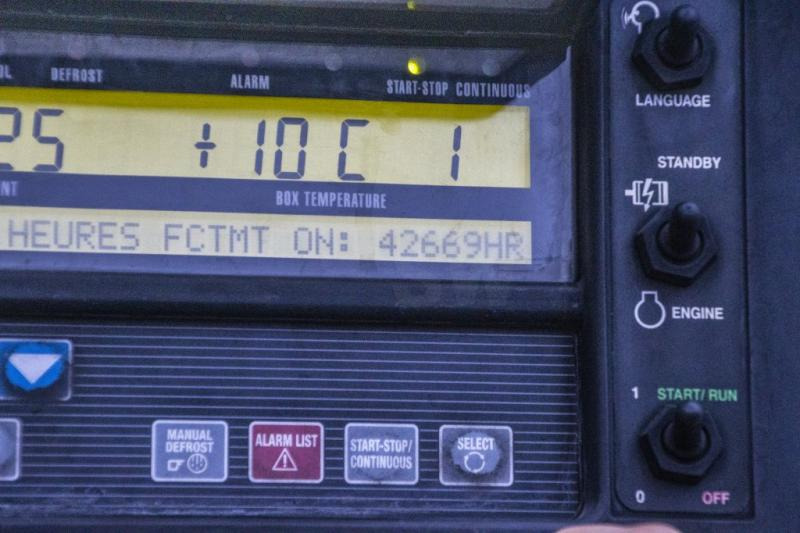 DEFROST
ALARM
START-STOP CONTINUOUS
25 +10C 1
BOX TEMPERATURE
HEURES FCTMT ON: 42669HR
MANUAL DEFROST
ALARM LIST
START-STOP/
CONTINUOUS
SELECT
LANGUAGE
STANDBY
ENGINE
1 START/RUN
0 OFF